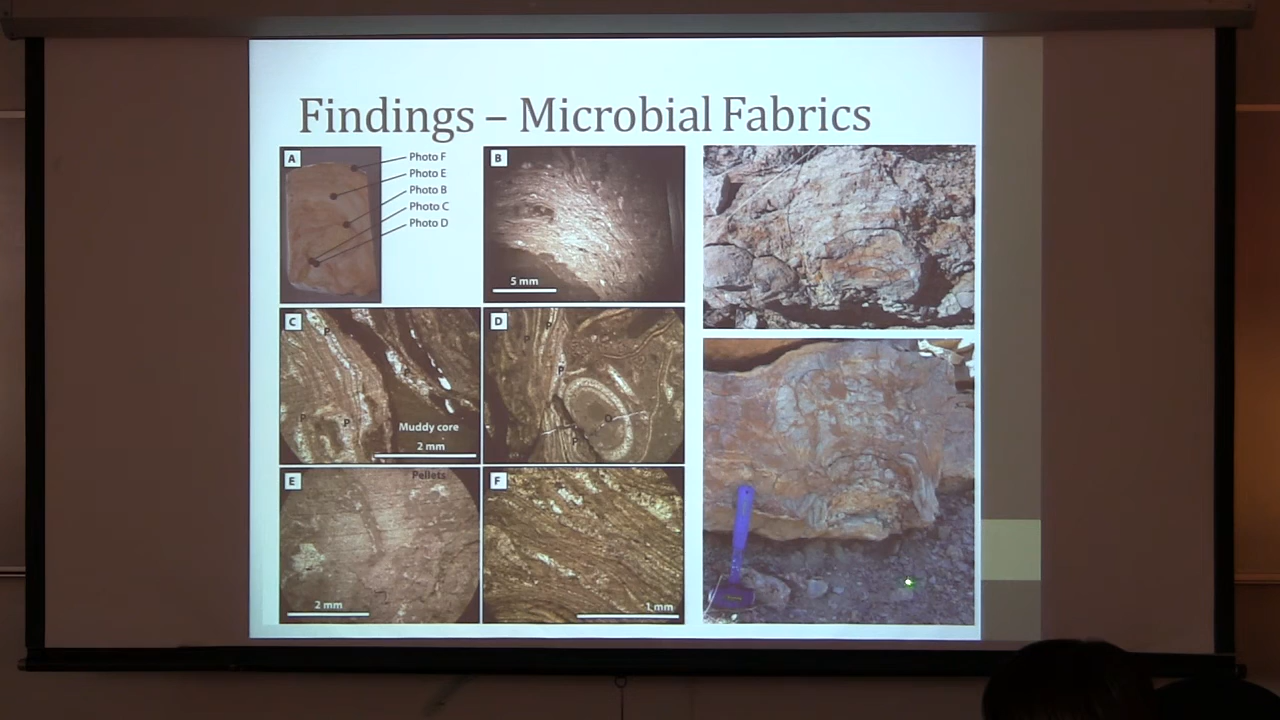 Findings – Microbial Fabrics
A
Photo F
Photo E
Photo B
Photo C
Photo D
B
5 mm
C
P
P
P
P
Muddy core
2 mm
D
P
P
P
O
E
Pellets
2 mm
F
1 mm